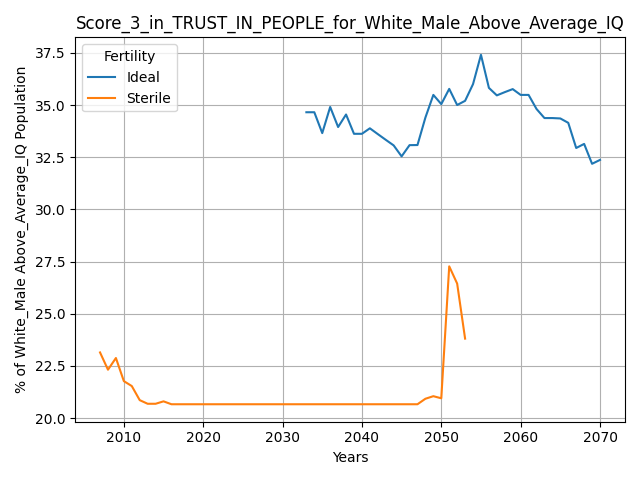 Score_3_in_TRUST_IN_PEOPLE_for_White_Male_Above_Average_IQ
Fertility
Ideal
Sterile
% of White_Male Above_Average_IQ Population
37.5
35.0
32.5
30.0
27.5
25.0
22.5
20.0
2010 2020 2030 2040 2050 2060 2070
Years